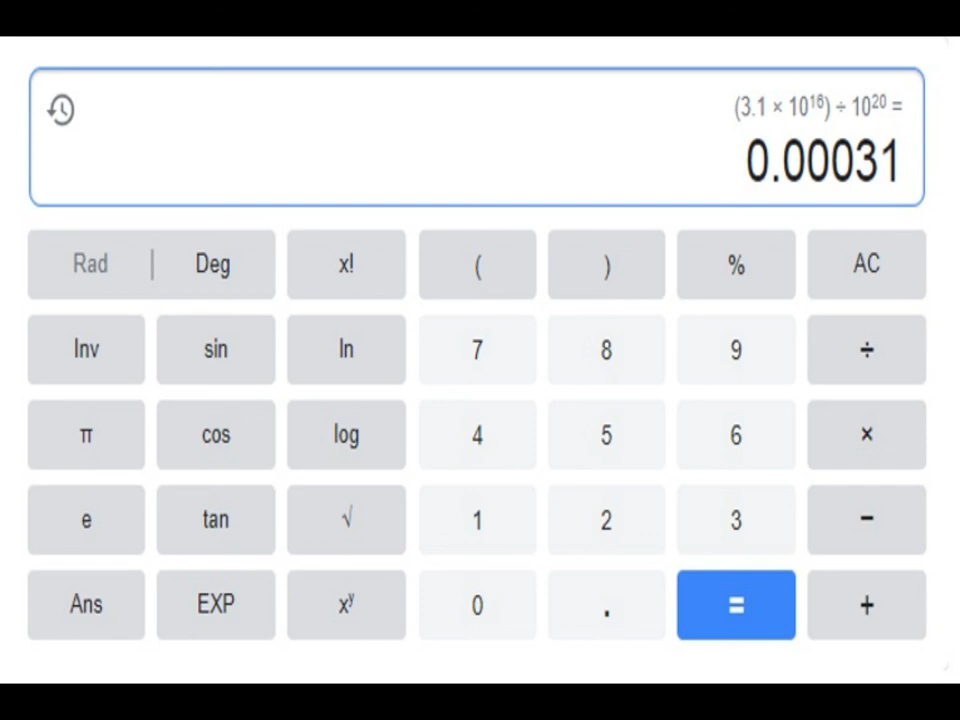 (3.1 × 10¹⁶) ÷ 10²⁰ =
0.00031
Rad | Deg x! ( ) % AC
Inv sin ln 7 8 9 ÷
π cos log 4 5 6 ×
e tan √ 1 2 3 −
Ans EXP xʸ 0 . = +